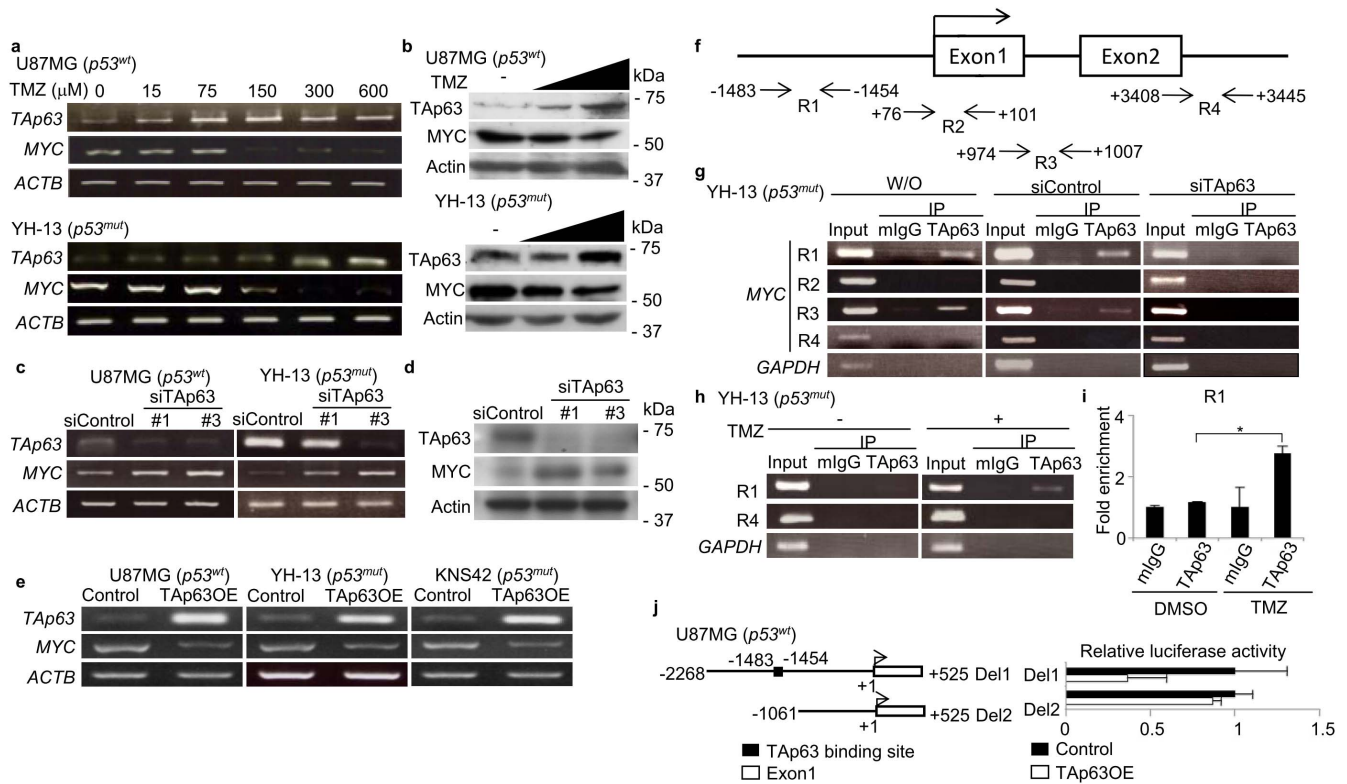 a
U87MG (p53wt)
TMZ (μM) 0 15 75 150 300 600
TAp63
MYC
ACTB
YH-13 (p53mut)
TAp63
MYC
ACTB
b
U87MG (p53wt)
TMZ - kDa
TAp63 - 75
MYC - 50
Actin - 37
YH-13 (p53mut)
- kDa
TAp63 - 75
MYC - 50
Actin - 37
c
U87MG (p53wt) YH-13 (p53mut)
siTAp63 siTAp63
siControl #1 #3 siControl #1 #3
TAp63
MYC
ACTB
d
siTAp63
siControl #1 #3 kDa
TAp63 - 75
MYC - 50
Actin - 37
e
U87MG (p53wt) YH-13 (p53mut) KNS42 (p53mut)
Control TAp63OE Control TAp63OE Control TAp63OE
TAp63
MYC
ACTB
f
Exon1 Exon2
-1483 -1454 +3408 +3445
R1 R4
+76 +101
R2
+974 +1007
R3
g
YH-13 (p53mut) W/O siControl siTAp63
IP IP IP
Input mIgG TAp63 Input mIgG TAp63 Input mIgG TAp63
MYC
R1
R2
R3
R4
GAPDH
h
YH-13 (p53mut)
TMZ - +
IP IP
Input mIgG TAp63 Input mIgG TAp63
R1
R4
GAPDH
i
R1
Fold enrichment
4
2
0
*
mIgG TAp63 mIgG TAp63
DMSO TMZ
j
U87MG (p53wt)
-1483 -1454
-2268 +525 Del1
+1
-1061 +525 Del2
+1
TAp63 binding site
Exon1
Relative luciferase activity
Del1
Del2
0 0.5 1 1.5
Control
TAp63OE